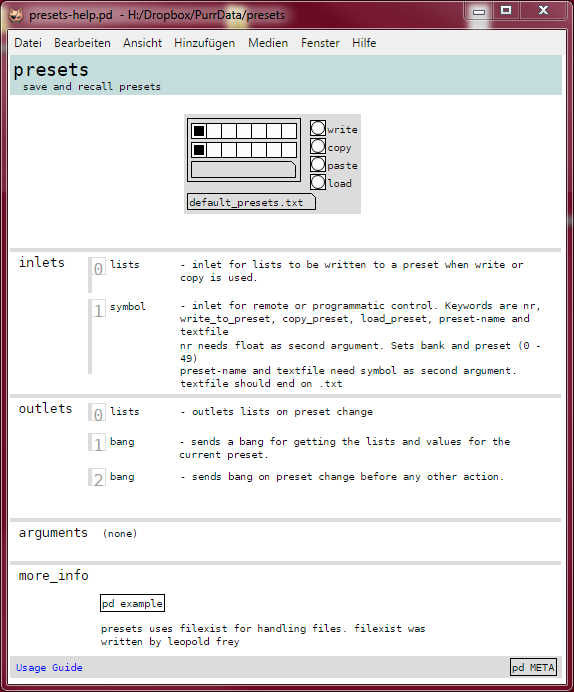 presets-help.pd - H:/Dropbox/PurrData/presets
Datei Bearbeiten Ansicht Hinzufügen Medien Fenster Hilfe
presets
save and recall presets
write
copy
paste
load
default_presets.txt
inlets
0 lists - inlet for lists to be written to a preset when write or
copy is used.
1 symbol - inlet for remote or programmatic control. Keywords are nr,
write_to_preset, copy_preset, load_preset, preset-name and
textfile
nr needs float as second argument. Sets bank and preset (0 -
49)
preset-name and textfile need symbol as second argument.
textfile should end on .txt
outlets
0 lists - outlets lists on preset change
1 bang - sends a bang for getting the lists and values for the
current preset.
2 bang - sends bang on preset change before any other action.
arguments (none)
more_info
pd example
presets uses filexist for handling files. filexist was
written by leopold frey
Usage Guide pd META